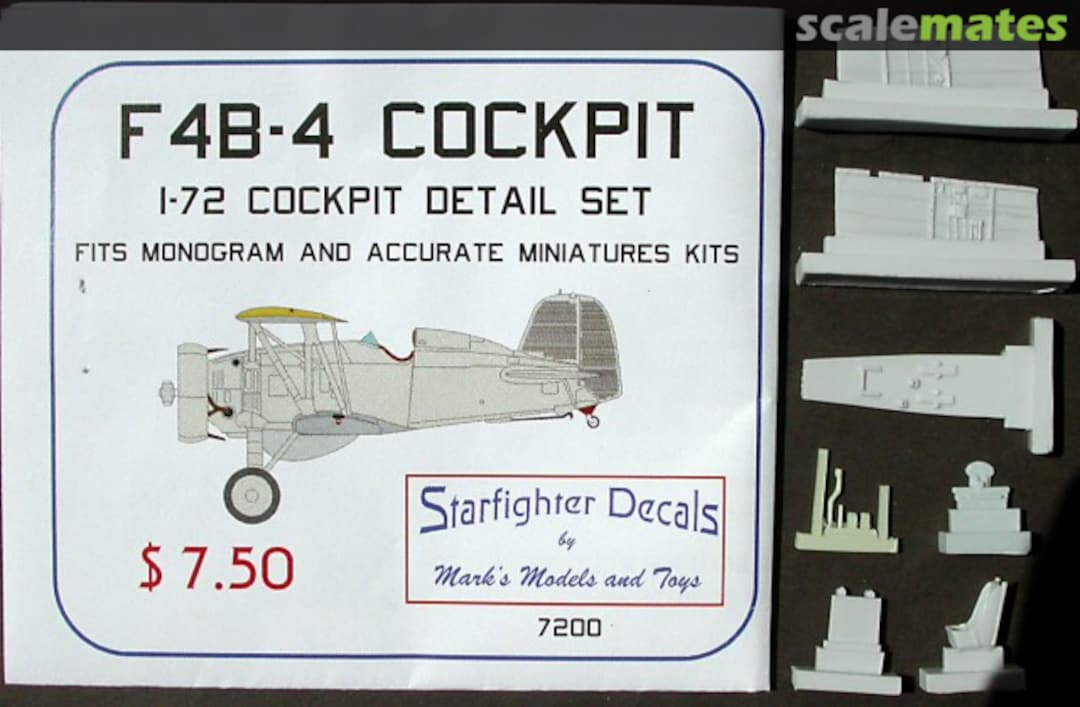 scalemates
F4B-4 COCKPIT
1-72 COCKPIT DETAIL SET
FITS MONOGRAM AND ACCURATE MINIATURES KITS
Starfighter Decals
by
Mark's Models and Toys
$7.50
7200